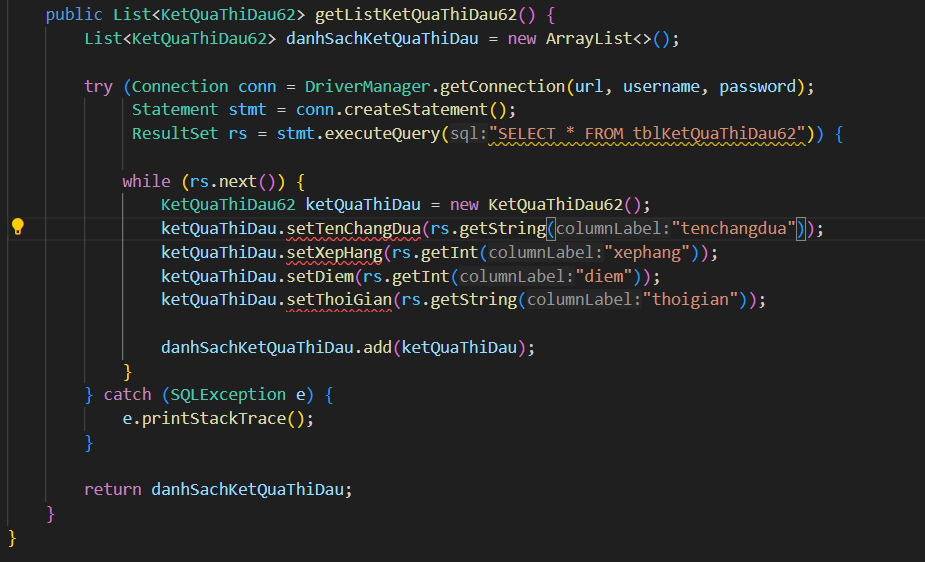 public List<KetQuaThiDau62> getListKetQuaThiDau62() {
List<KetQuaThiDau62> danhSachKetQuaThiDau = new ArrayList<>();
try (Connection conn = DriverManager.getConnection(url, username, password);
Statement stmt = conn.createStatement();
ResultSet rs = stmt.executeQuery(sql:"SELECT * FROM tblKetQuaThiDau62")) {
while (rs.next()) {
KetQuaThiDau62 ketQuaThiDau = new KetQuaThiDau62();
ketQuaThiDau.setTenChangDua(rs.getString(columnLabel:"tenchangdua"));
ketQuaThiDau.setXepHang(rs.getInt(columnLabel:"xephang"));
ketQuaThiDau.setDiem(rs.getInt(columnLabel:"diem"));
ketQuaThiDau.setThoiGian(rs.getString(columnLabel:"thoigian"));
danhSachKetQuaThiDau.add(ketQuaThiDau);
}
} catch (SQLException e) {
e.printStackTrace();
}
return danhSachKetQuaThiDau;
}
}